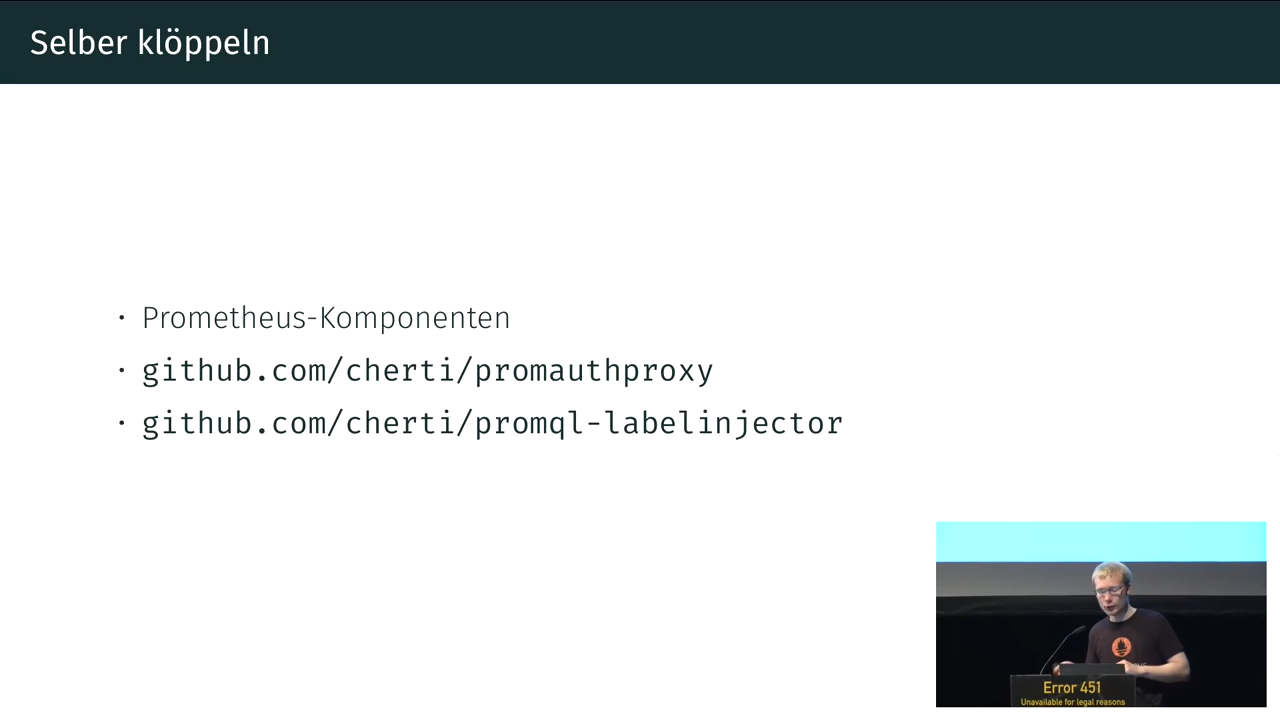 Selber klöppeln
· Prometheus-Komponenten
· github.com/cherti/promauthproxy
· github.com/cherti/promql-labelinjector
Error 451
Unavailable for legal reasons